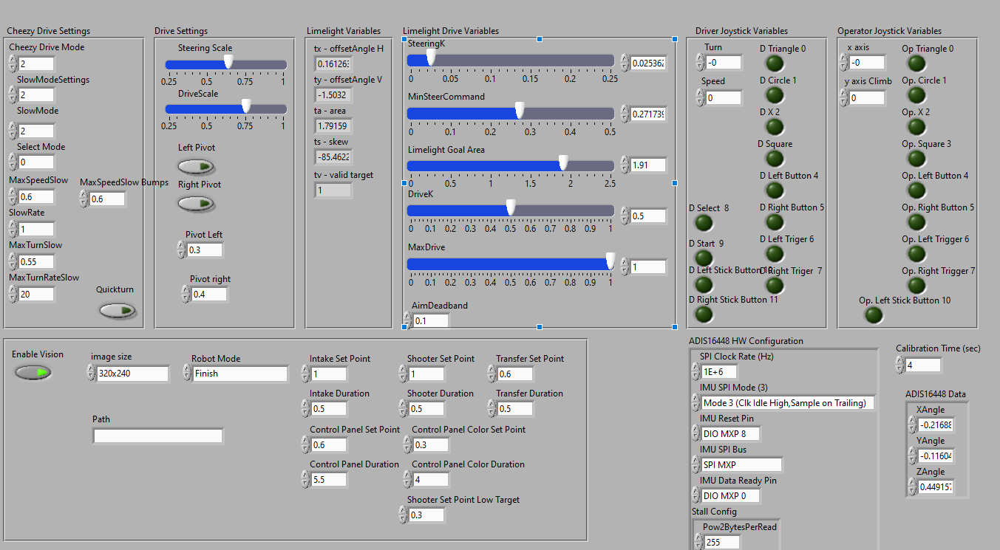 Cheezy Drive Settings
Cheezy Drive Mode
2
SlowModeSettings
2
SlowMode
2
Select Mode
0
MaxSpeedSlow
0.6
MaxSpeedSlow Bumps
0.6
SlowRate
1
MaxTurnSlow
0.55
MaxTurnRateSlow
20
Quickturn
Drive Settings
Steering Scale
0.25 0.5 0.75 1
DriveScale
0.25 0.5 0.75 1
Left Pivot
Right Pivot
Pivot Left
0.3
Pivot right
0.4
Limelight Variables
tx - offsetAngle H
0.161263
ty - offsetAngle V
-1.5032
ta - area
1.79159
ts - skew
-85.4622
tv - valid target
1
Limelight Drive Variables
SteeringK
0 0.05 0.1 0.15 0.2 0.25
0.025362
MinSteerCommand
0 0.1 0.2 0.3 0.4 0.5
0.271739
Limelight Goal Area
0 0.5 1 1.5 2 2.5
1.91
DriveK
0 0.1 0.2 0.3 0.4 0.5 0.6 0.7 0.8 0.9 1
0.5
MaxDrive
0 0.1 0.2 0.3 0.4 0.5 0.6 0.7 0.8 0.9 1
1
AimDeadband
0.1
Driver Joystick Variables
Turn
-0
Speed
0
D Triangle 0
D Circle 1
D X 2
D Square
D Left Button 4
D Right Button 5
D Left Triger 6
D Right Triger 7
D Select 8
D Start 9
D Left Stick Button 10
D Right Stick Button 11
Operator Joystick Variables
x axis
-0
y axis Climb
0
Op Triangle 0
Op. Circle 1
Op. X 2
Op. Square 3
Op. Left Button 4
Op. Right Button 5
Op. Left Trigger 6
Op. Right Trigger 7
Op. Left Stick Button 10
Enable Vision
image size
320x240
Robot Mode
Finish
Path
Intake Set Point
1
Shooter Set Point
1
Transfer Set Point
0.6
Intake Duration
0.5
Shooter Duration
0.5
Transfer Duration
0.5
Control Panel Set Point
0.6
Control Panel Color Set Point
0.3
Control Panel Duration
5.5
Control Panel Color Duration
4
Shooter Set Point Low Target
0.3
ADIS16448 HW Configuration
SPI Clock Rate (Hz)
1E+6
IMU SPI Mode (3)
Mode 3 (Clk Idle High,Sample on Trailing)
IMU Reset Pin
DIO MXP 8
IMU SPI Bus
SPI MXP
IMU Data Ready Pin
DIO MXP 0
Stall Config
Pow2BytesPerRead
255
Calibration Time (sec)
4
ADIS16448 Data
XAngle
-0.21688
YAngle
-0.11604
ZAngle
0.449157